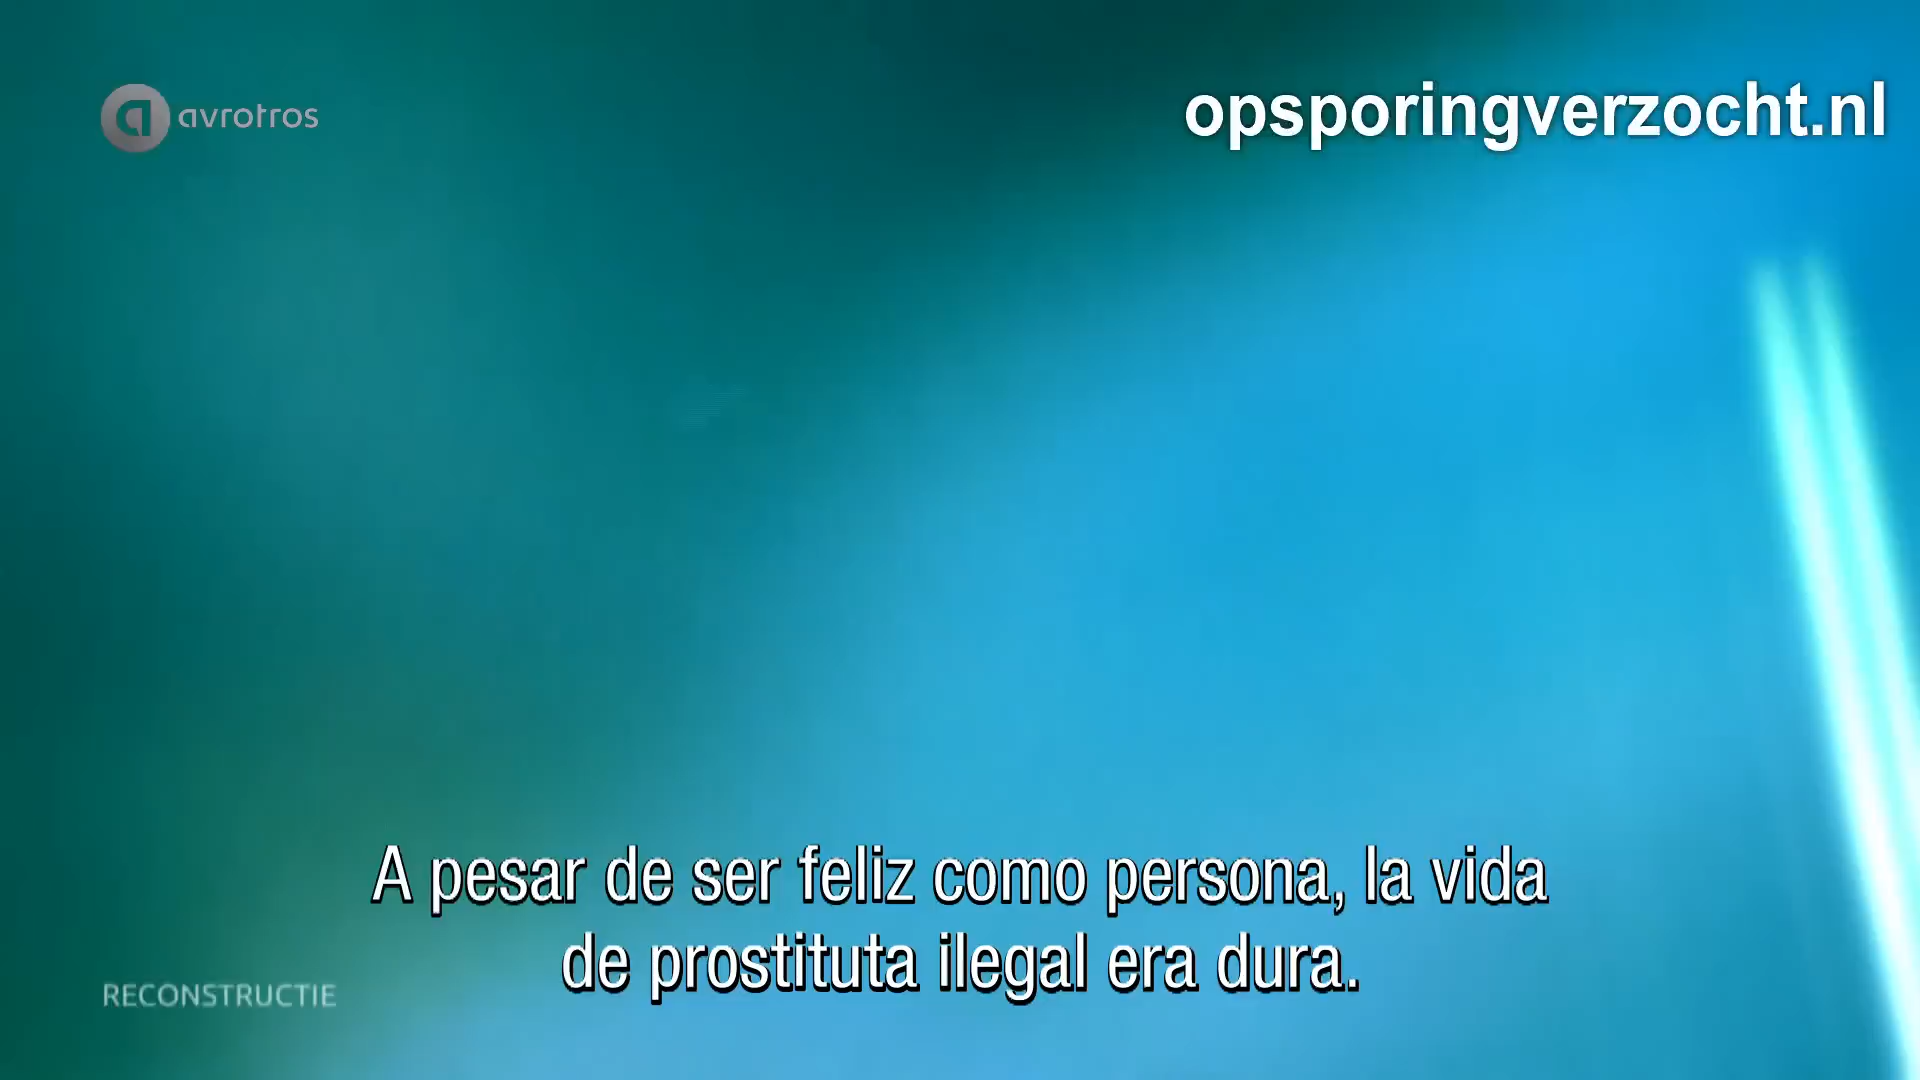 avrotros
opsporingverzocht.nl
A pesar de ser feliz como persona, la vida
de prostituta ilegal era dura.
RECONSTRUCTIE